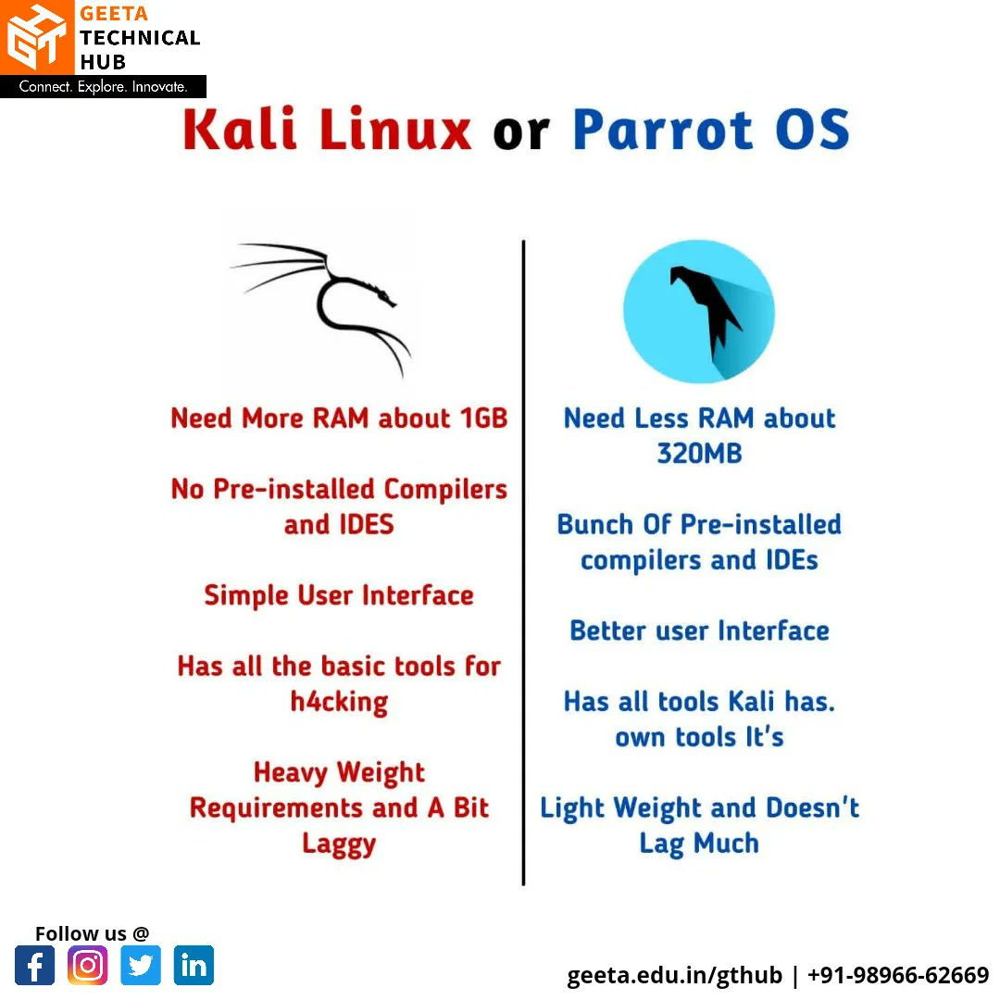 GEETA
TECHNICAL
HUB
Connect. Explore. Innovate.
Kali Linux or Parrot OS
Need More RAM about 1GB
No Pre-installed Compilers
and IDES
Simple User Interface
Has all the basic tools for
h4cking
Heavy Weight
Requirements and A Bit
Laggy
Need Less RAM about
320MB
Bunch Of Pre-installed
compilers and IDEs
Better user Interface
Has all tools Kali has.
own tools It's
Light Weight and Doesn't
Lag Much
Follow us @
geeta.edu.in/gthub | +91-98966-62669